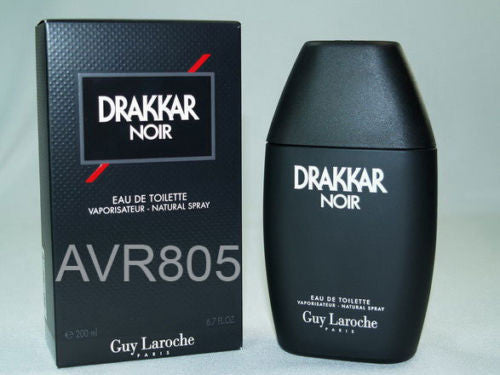 DRAKKAR
NOIR
EAU DE TOILETTE
VAPORISATEUR - NATURAL SPRAY
AVR805
e 200 ml
6.7 FL.OZ.
Guy Laroche
PARIS
DRAKKAR
NOIR
EAU DE TOILETTE
VAPORISATEUR - NATURAL SPRAY
Guy Laroche
PARIS